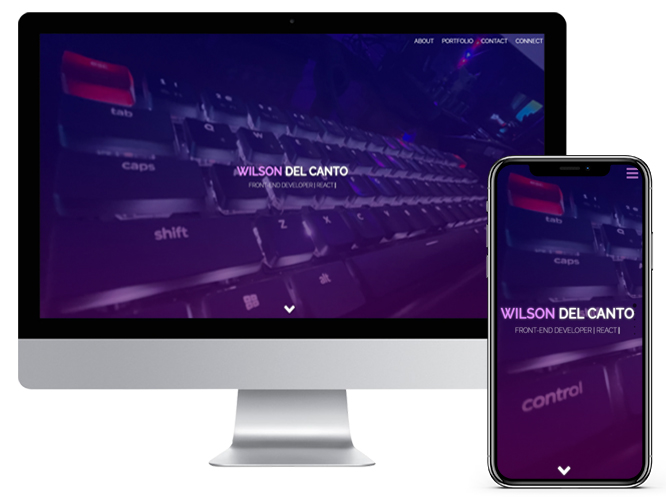 ABOUT PORTFOLIO CONTACT CONNECT
tab
Q W
caps
WILSON DEL CANTO
FRONT-END DEVELOPER | REACT |
shift
Z X
alt
tab
caps
WILSON DEL CANTO
FRONT-END DEVELOPER | REACT |
control